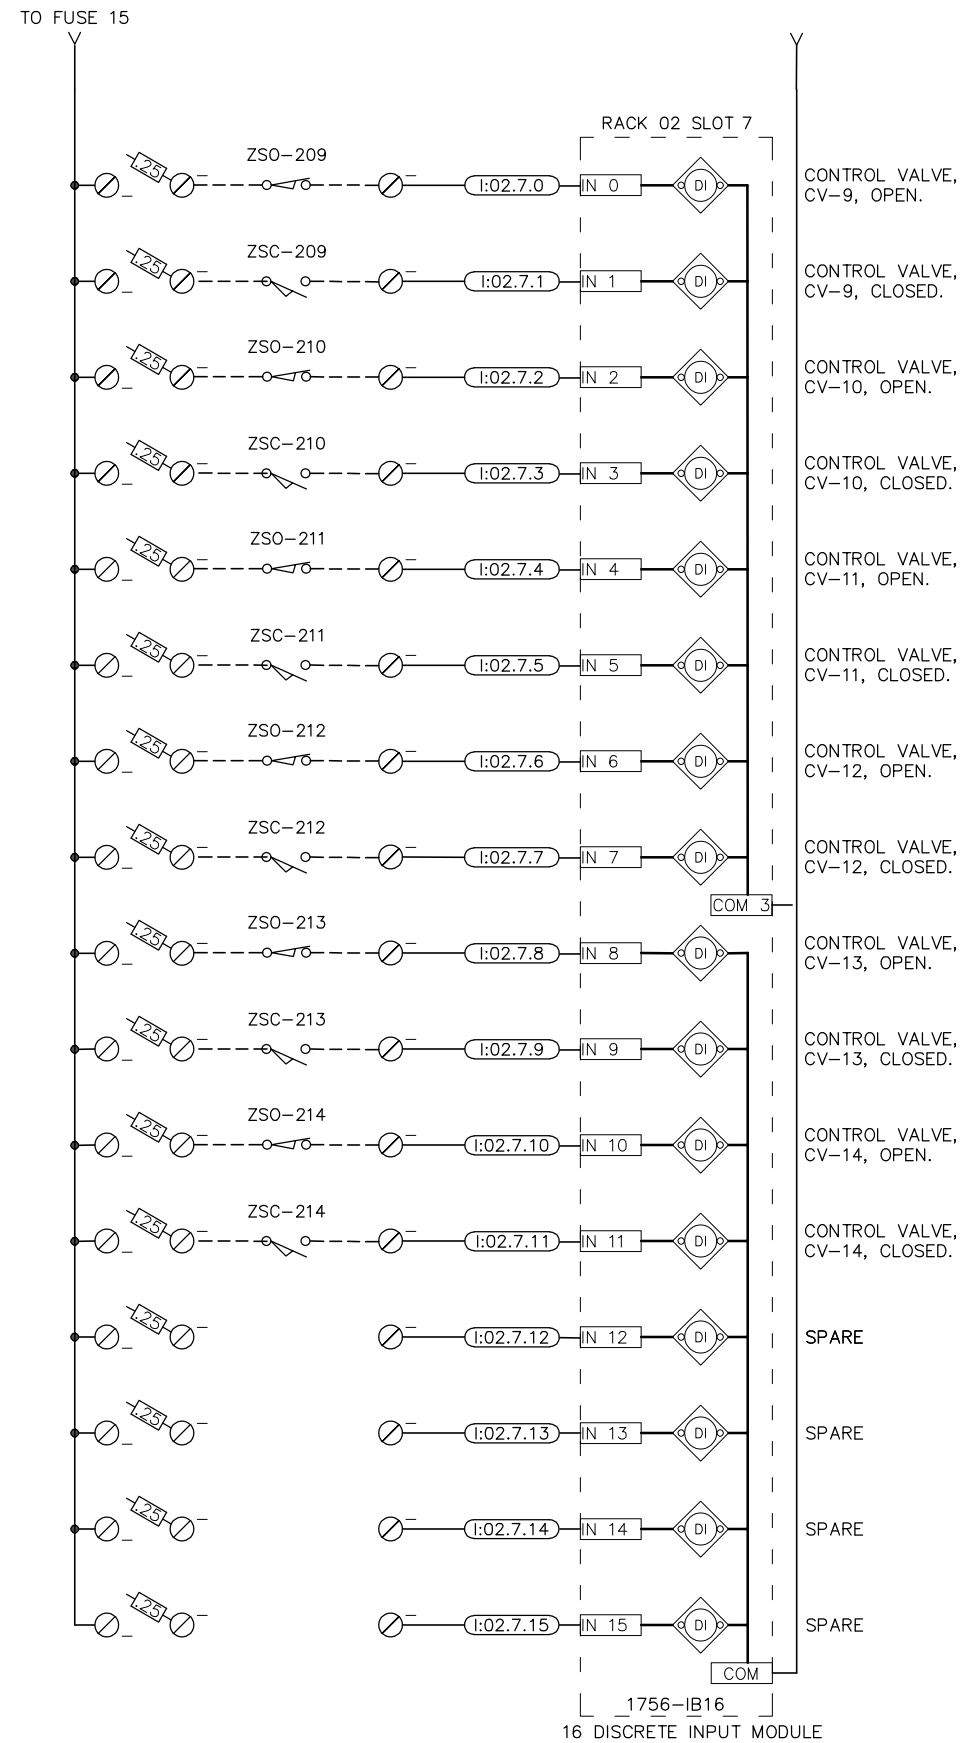 TO FUSE 15
RACK 02 SLOT 7
ZSO-209
.25 I:02.7.0 IN 0 DI
CONTROL VALVE,
CV-9, OPEN.
ZSC-209
.25 I:02.7.1 IN 1 DI
CONTROL VALVE,
CV-9, CLOSED.
ZSO-210
.25 I:02.7.2 IN 2 DI
CONTROL VALVE,
CV-10, OPEN.
ZSC-210
.25 I:02.7.3 IN 3 DI
CONTROL VALVE,
CV-10, CLOSED.
ZSO-211
.25 I:02.7.4 IN 4 DI
CONTROL VALVE,
CV-11, OPEN.
ZSC-211
.25 I:02.7.5 IN 5 DI
CONTROL VALVE,
CV-11, CLOSED.
ZSO-212
.25 I:02.7.6 IN 6 DI
CONTROL VALVE,
CV-12, OPEN.
ZSC-212
.25 I:02.7.7 IN 7 DI
CONTROL VALVE,
CV-12, CLOSED.
COM 3
ZSO-213
.25 I:02.7.8 IN 8 DI
CONTROL VALVE,
CV-13, OPEN.
ZSC-213
.25 I:02.7.9 IN 9 DI
CONTROL VALVE,
CV-13, CLOSED.
ZSO-214
.25 I:02.7.10 IN 10 DI
CONTROL VALVE,
CV-14, OPEN.
ZSC-214
.25 I:02.7.11 IN 11 DI
CONTROL VALVE,
CV-14, CLOSED.
.25 I:02.7.12 IN 12 DI SPARE
.25 I:02.7.13 IN 13 DI SPARE
.25 I:02.7.14 IN 14 DI SPARE
.25 I:02.7.15 IN 15 DI SPARE
COM
1756-IB16
16 DISCRETE INPUT MODULE